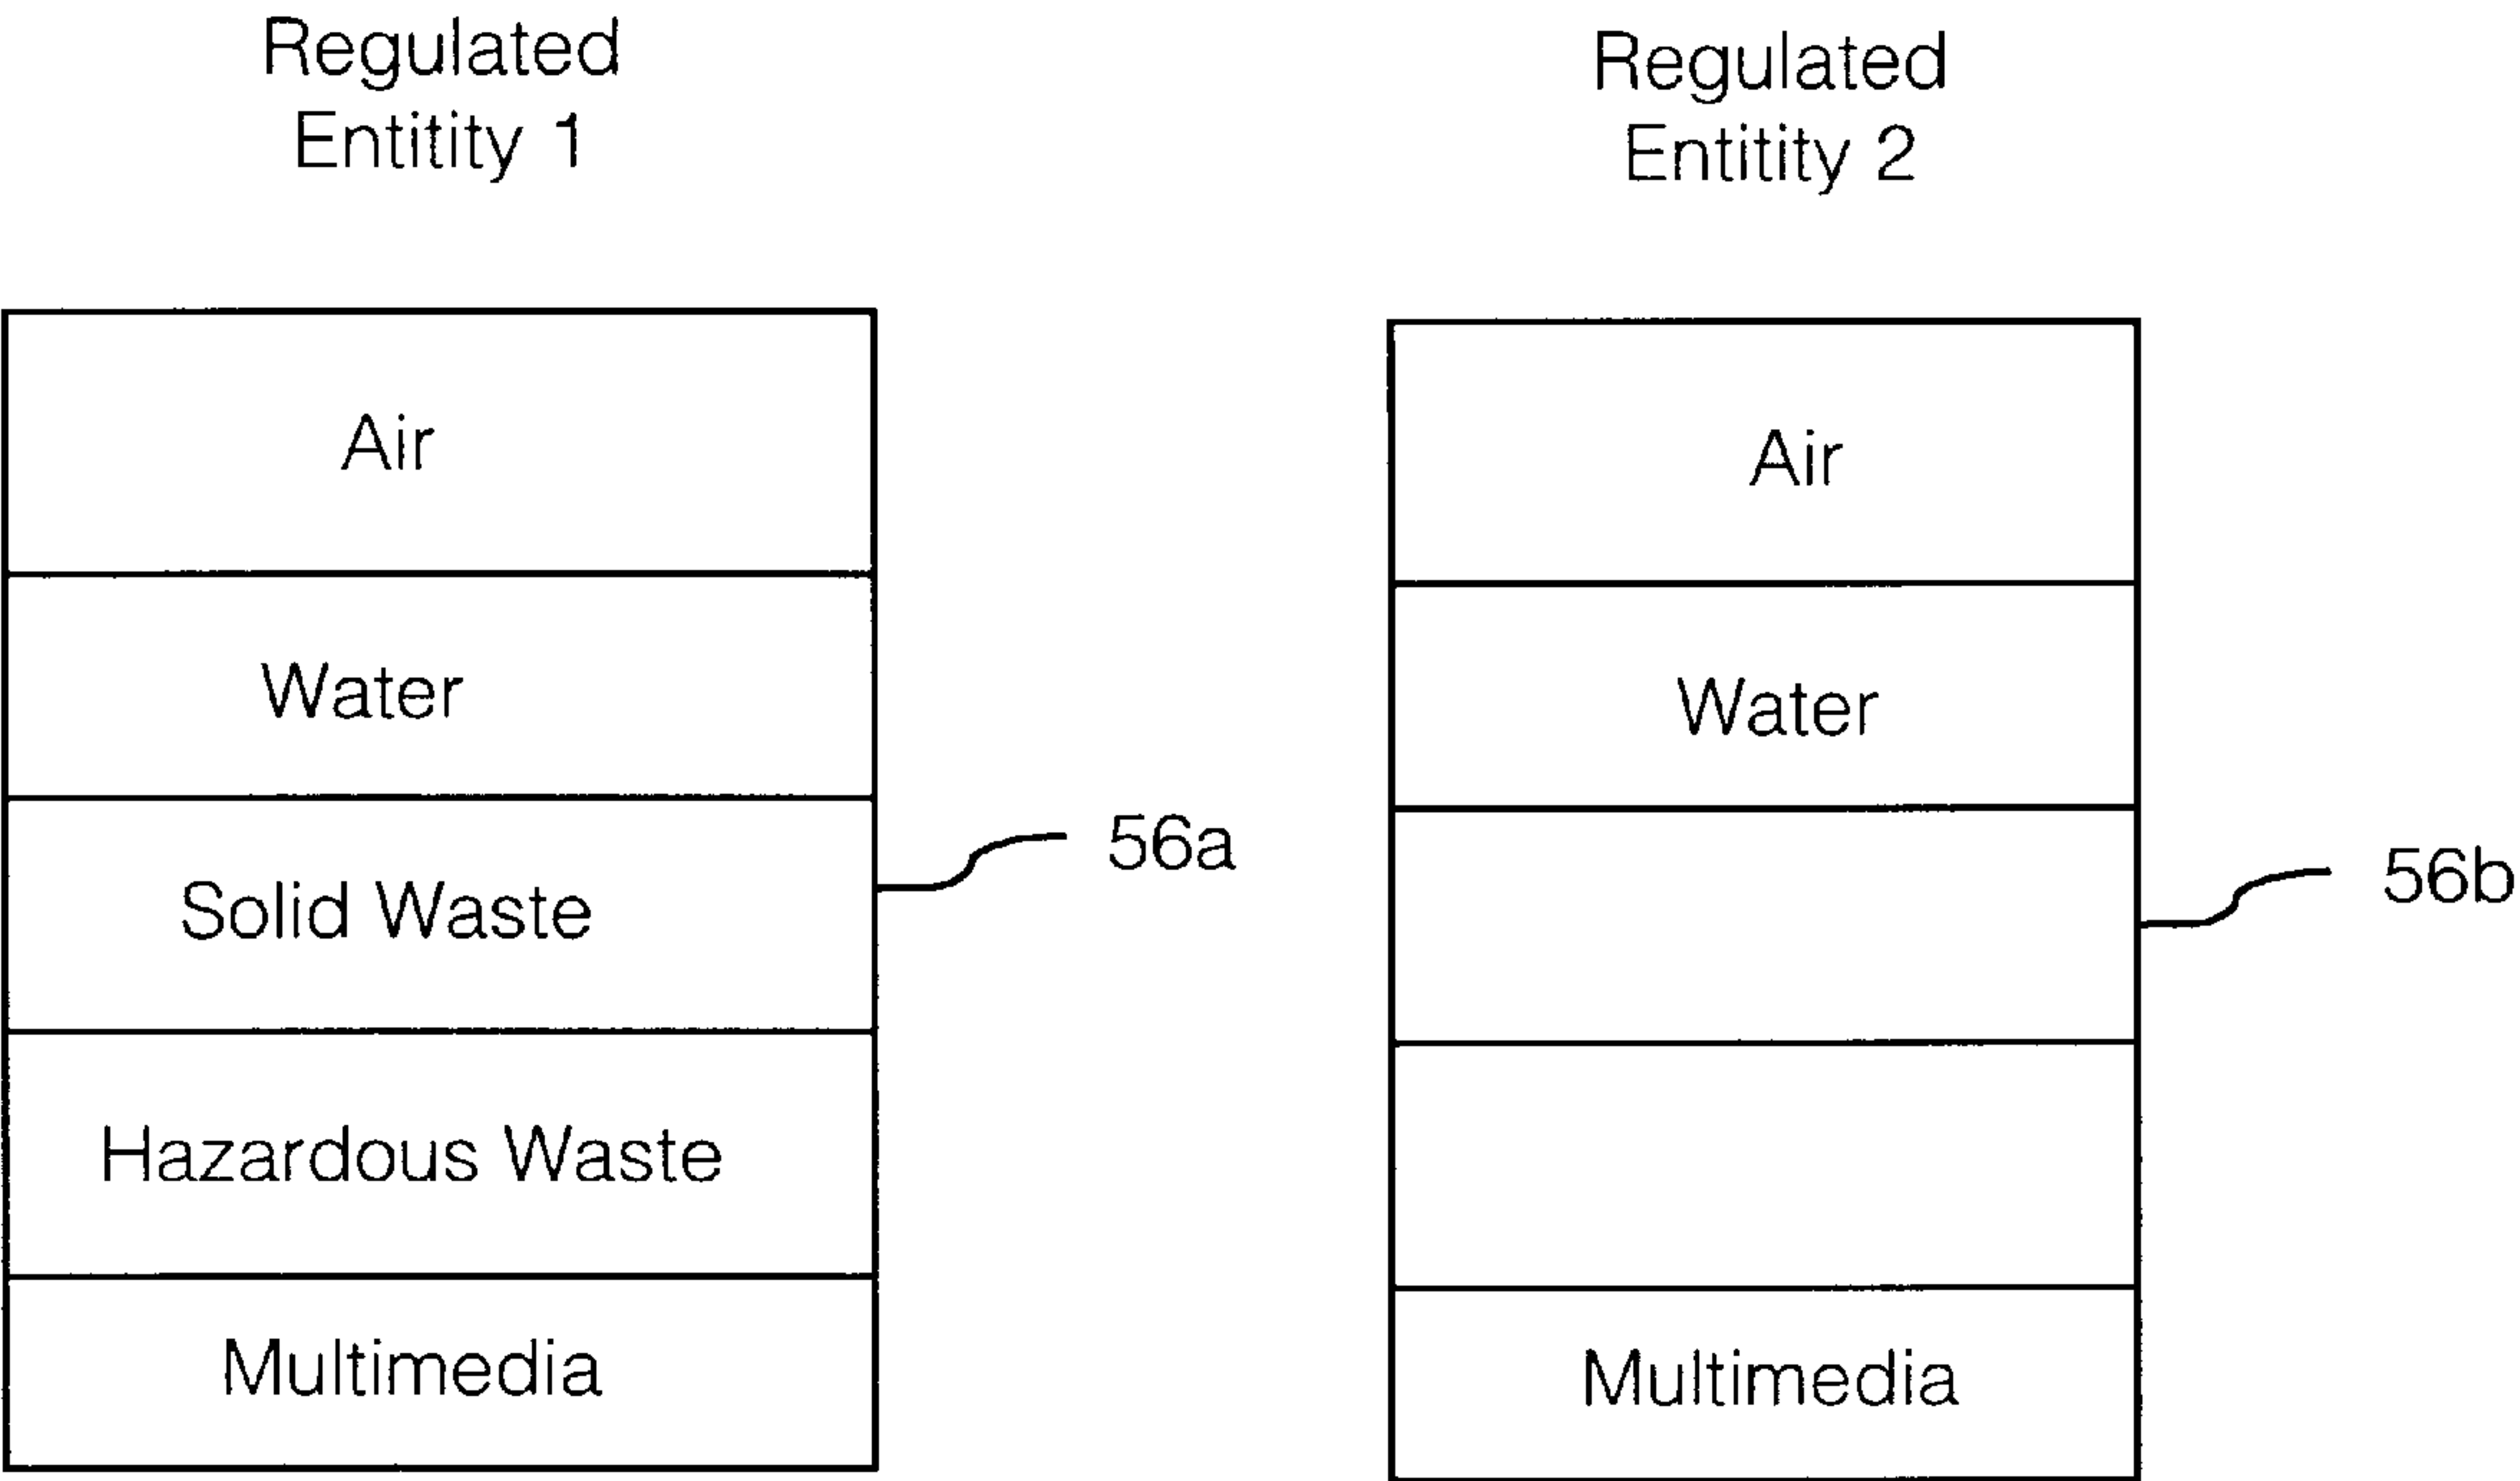 Regulated
Entitity 1
Air
Water
Solid Waste
Hazardous Waste
Multimedia
56a
Regulated
Entitity 2
Air
Water
Multimedia
56b